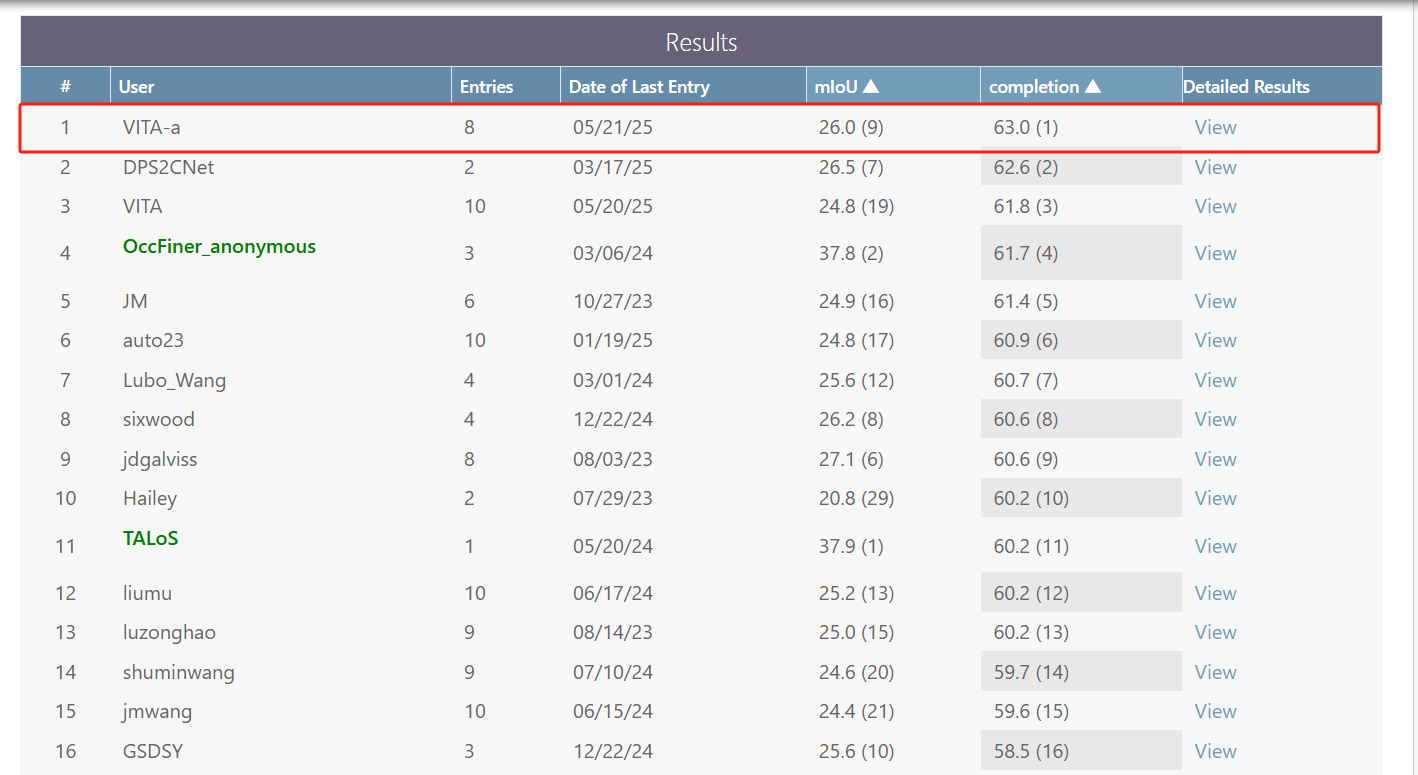 Results
# User Entries Date of Last Entry mIoU ▲ completion ▲ Detailed Results
1 VITA-a 8 05/21/25 26.0 (9) 63.0 (1) View
2 DPS2CNet 2 03/17/25 26.5 (7) 62.6 (2) View
3 VITA 10 05/20/25 24.8 (19) 61.8 (3) View
4 OccFiner_anonymous 3 03/06/24 37.8 (2) 61.7 (4) View
5 JM 6 10/27/23 24.9 (16) 61.4 (5) View
6 auto23 10 01/19/25 24.8 (17) 60.9 (6) View
7 Lubo_Wang 4 03/01/24 25.6 (12) 60.7 (7) View
8 sixwood 4 12/22/24 26.2 (8) 60.6 (8) View
9 jdgalviss 8 08/03/23 27.1 (6) 60.6 (9) View
10 Hailey 2 07/29/23 20.8 (29) 60.2 (10) View
11 TALoS 1 05/20/24 37.9 (1) 60.2 (11) View
12 liumu 10 06/17/24 25.2 (13) 60.2 (12) View
13 luzonghao 9 08/14/23 25.0 (15) 60.2 (13) View
14 shuminwang 9 07/10/24 24.6 (20) 59.7 (14) View
15 jmwang 10 06/15/24 24.4 (21) 59.6 (15) View
16 GSDSY 3 12/22/24 25.6 (10) 58.5 (16) View